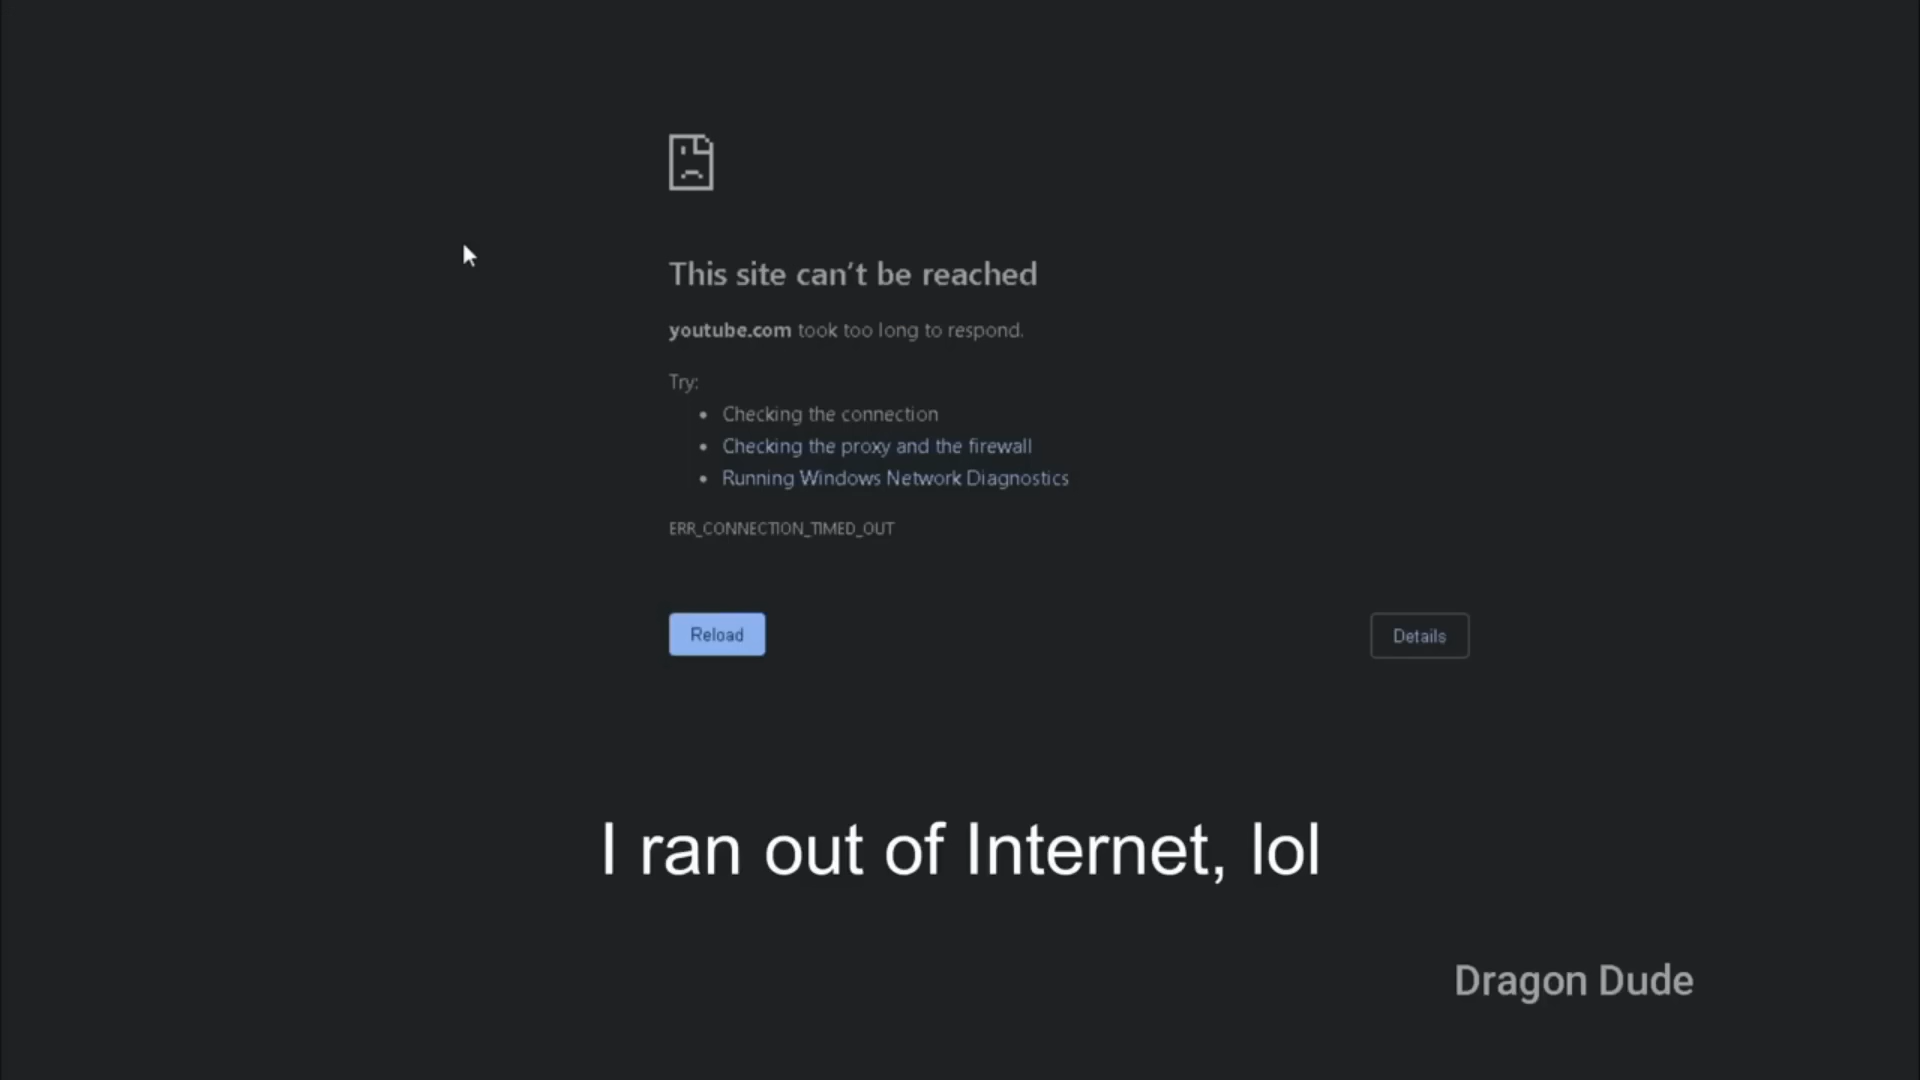 This site can’t be reached
youtube.com took too long to respond.
Try:
• Checking the connection
• Checking the proxy and the firewall
• Running Windows Network Diagnostics
ERR_CONNECTION_TIMED_OUT
Reload
Details
I ran out of Internet, lol
Dragon Dude